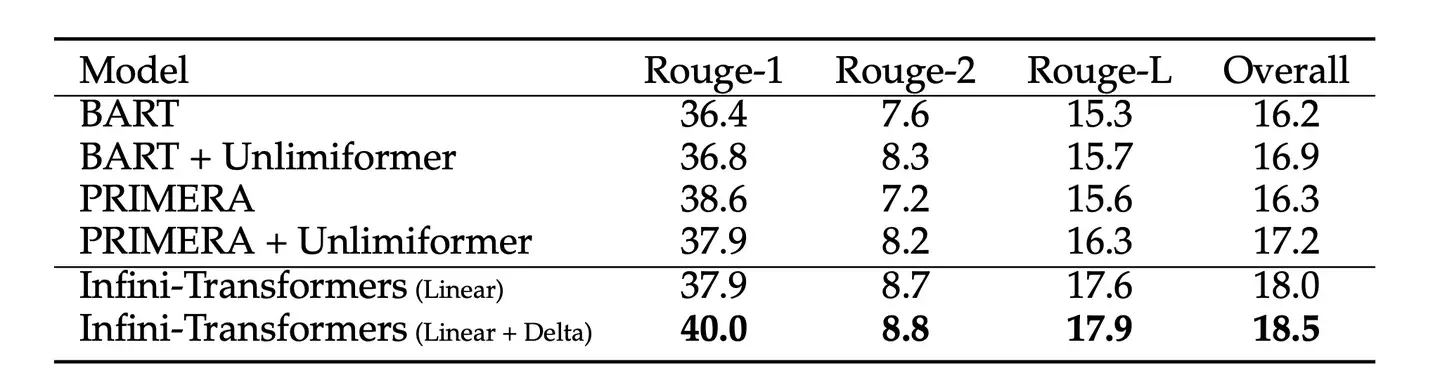 Model Rouge-1 Rouge-2 Rouge-L Overall
BART 36.4 7.6 15.3 16.2
BART + Unlimiformer 36.8 8.3 15.7 16.9
PRIMERA 38.6 7.2 15.6 16.3
PRIMERA + Unlimiformer 37.9 8.2 16.3 17.2
Infini-Transformers (Linear) 37.9 8.7 17.6 18.0
Infini-Transformers (Linear + Delta) 40.0 8.8 17.9 18.5